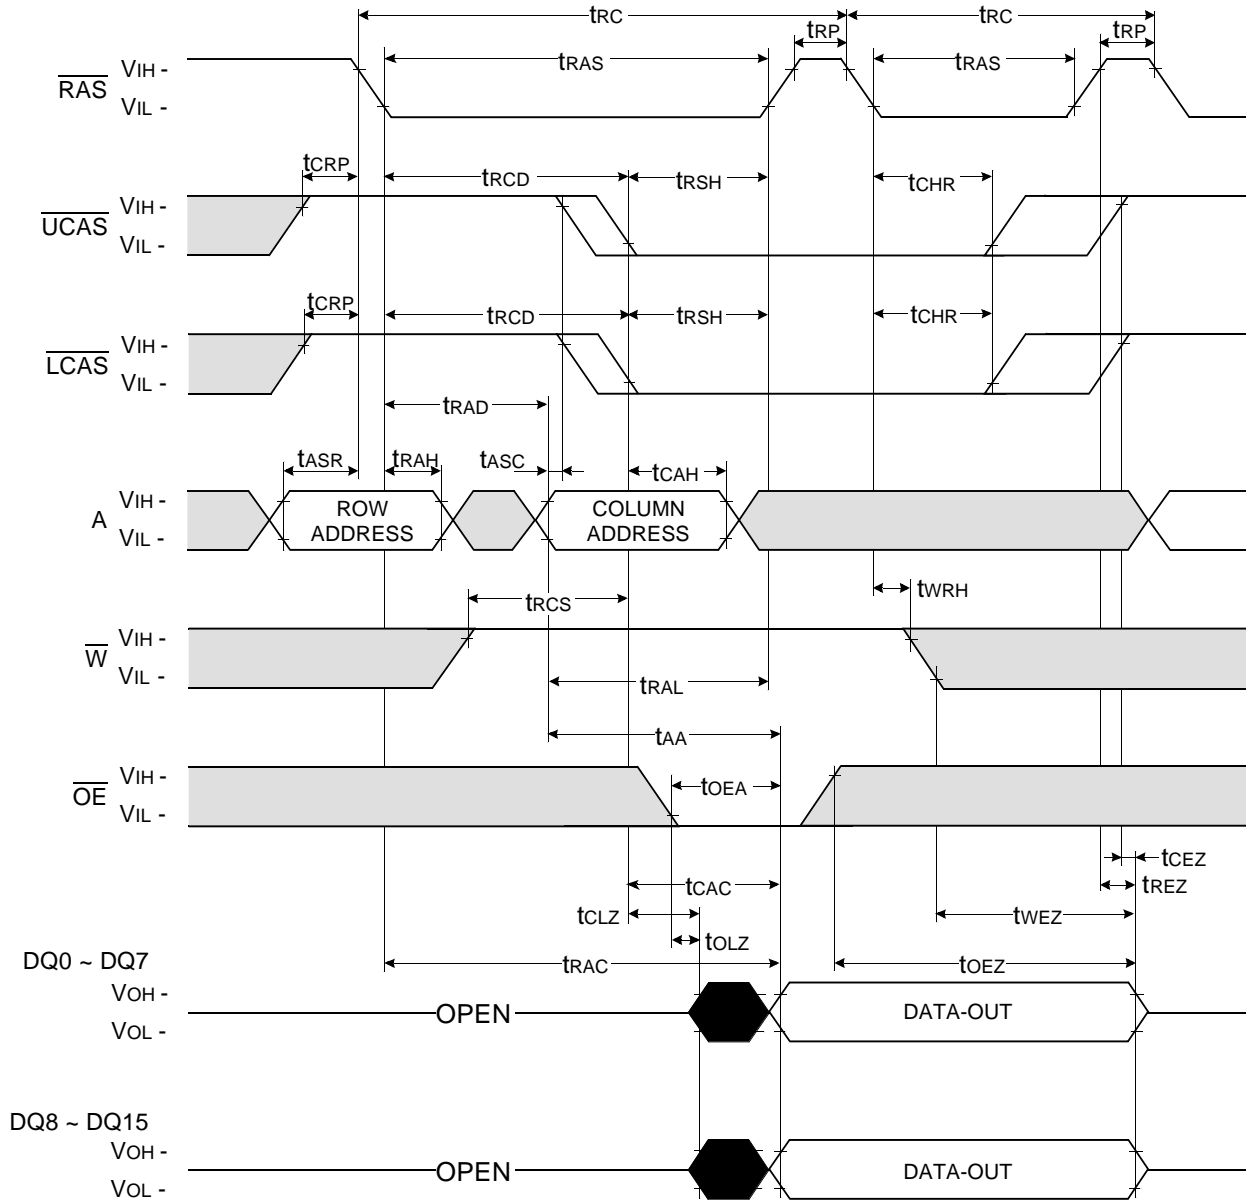 tRC tRC
tRP tRP
tRAS tRAS
RAS VIH -
VIL -
tCRP tRCD tRSH tCHR
UCAS VIH -
VIL -
tCRP tRCD tRSH tCHR
LCAS VIH -
VIL -
tRAD
tASR tRAH tASC tCAH
A VIH -
VIL -
ROW
ADDRESS
COLUMN
ADDRESS
tRCS tWRH
W VIH -
VIL -
tRAL
tAA
OE VIH -
VIL -
tOEA
tCEZ
tCAC tREZ
tCLZ tWEZ
tOLZ
DQ0 ~ DQ7 tRAC tOEZ
VOH -
VOL -
OPEN DATA-OUT
DQ8 ~ DQ15
VOH -
VOL -
OPEN DATA-OUT